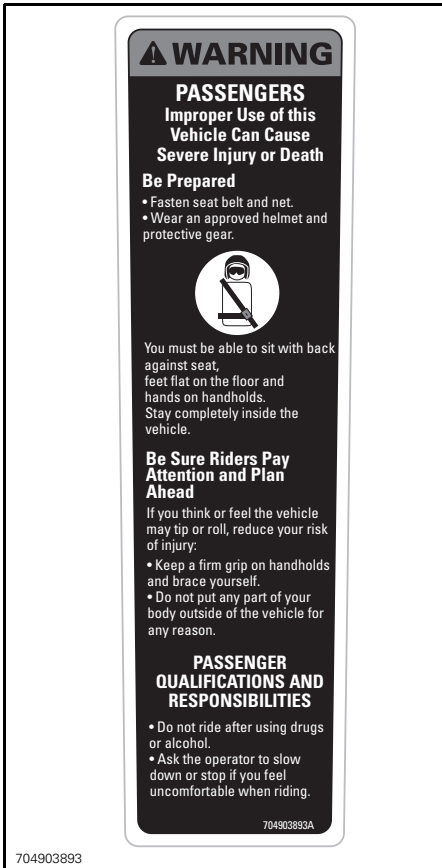 WARNING
PASSENGERS
Improper Use of this
Vehicle Can Cause
Severe Injury or Death
Be Prepared
• Fasten seat belt and net.
• Wear an approved helmet and
protective gear.
You must be able to sit with back
against seat,
feet flat on the floor and
hands on handholds.
Stay completely inside the
vehicle.
Be Sure Riders Pay
Attention and Plan
Ahead
If you think or feel the vehicle
may tip or roll, reduce your risk
of injury:
• Keep a firm grip on handholds
and brace yourself.
• Do not put any part of your
body outside of the vehicle for
any reason.
PASSENGER
QUALIFICATIONS AND
RESPONSIBILITIES
• Do not ride after using drugs
or alcohol.
• Ask the operator to slow
down or stop if you feel
uncomfortable when riding.
704903893A
704903893